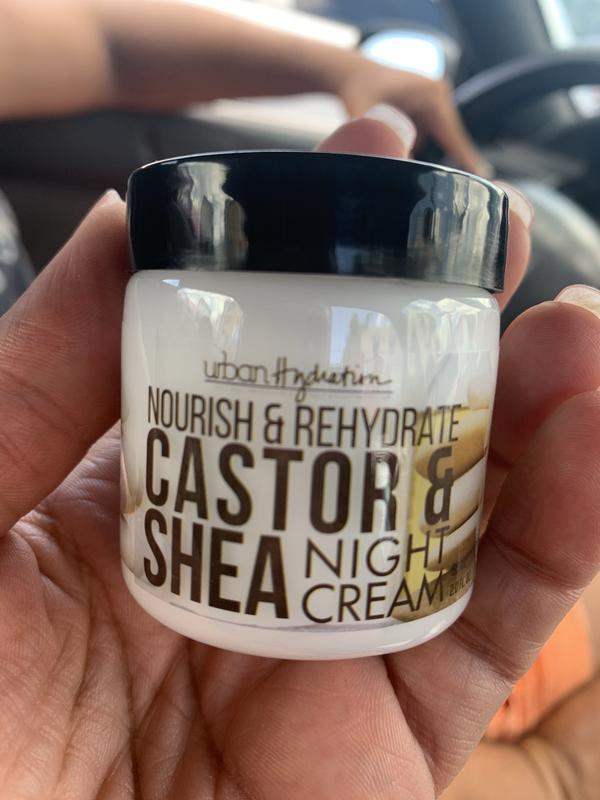 urban Hydration
NOURISH & REHYDRATE
CASTOR &
SHEA NIGHT
CREAM